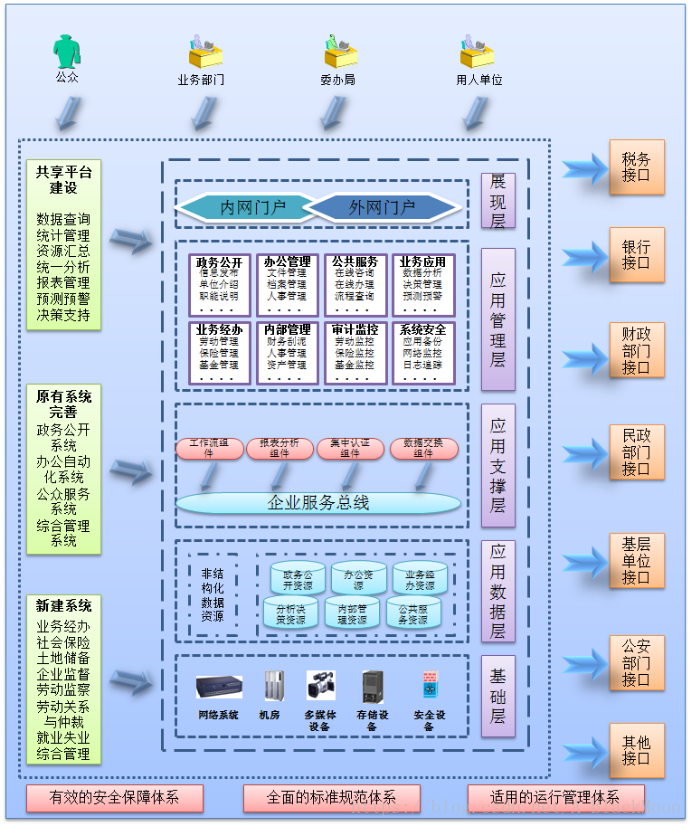 公众
业务部门
委办局
用人单位
共享平台
建设
数据查询
统计管理
资源汇总
统一分析
报表管理
预测预警
决策支持
原有系统
完善
政务公开
系统
办公自动
化系统
公众服务
系统
综合管理
系统
新建系统
业务经办
社会保险
土地储备
企业监督
劳动监察
劳动关系
与仲裁
就业失业
综合管理
内网门户
外网门户
展现层
政务公开
信息发布
单位介绍
职能说明
....
办公管理
文件管理
档案管理
人事管理
....
公共服务
在线咨询
在线办理
流程查询
....
业务应用
数据分析
决策管理
预测预警
....
业务经办
劳动管理
保险管理
基金管理
....
内部管理
财务刮泥
人事管理
资产管理
....
审计监控
劳动监控
保险监控
基金监控
....
系统安全
应用备份
网络监控
日志追踪
....
应用管理层
工作流组
件
报表分析
组件
集中认证
组件
数据交换
组件
企业服务总线
应用支撑层
非结
构化
数据
资源
政务公
开资源
办公资
源
业务经
办资源
分析决
策资源
内部管
理资源
公共服
务资源
应用数据层
网络系统
机房
多媒体
设备
存储设
备
安全设
备
基础层
税务
接口
银行
接口
财政
部门
接口
民政
部门
接口
基层
单位
接口
公安
部门
接口
其他
接口
有效的安全保障体系
全面的标准规范体系
适用的运行管理体系